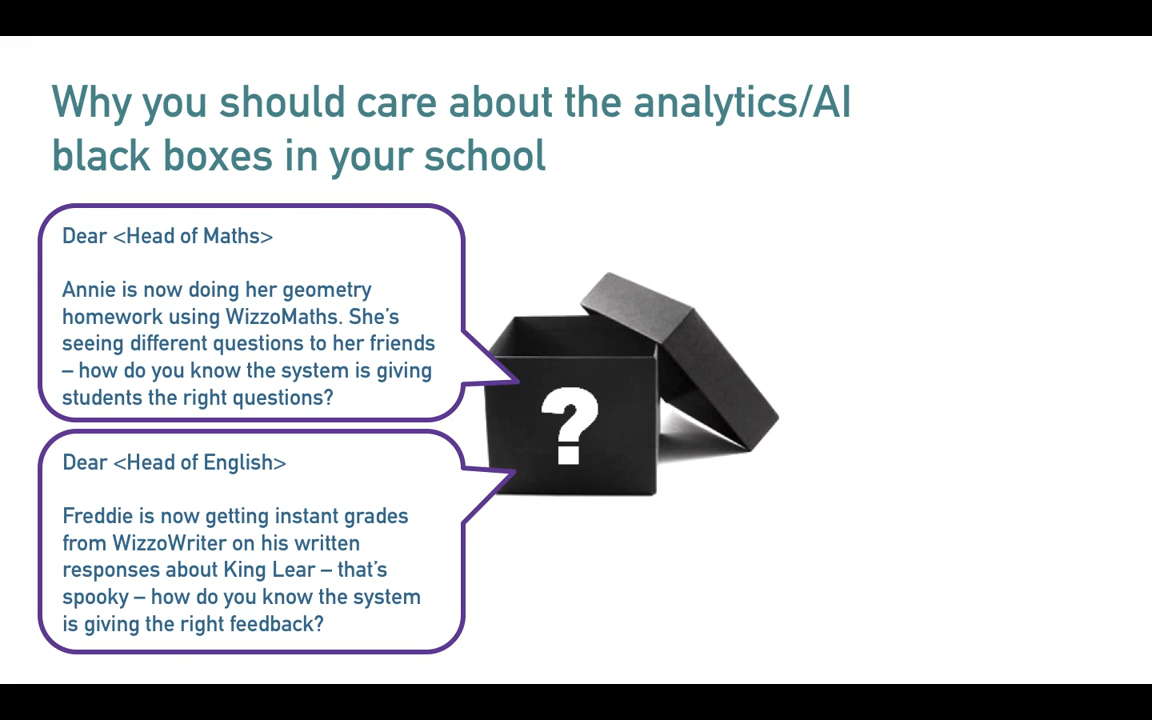 Why you should care about the analytics/AI
black boxes in your school
Dear <Head of Maths>
Annie is now doing her geometry
homework using WizzoMaths. She’s
seeing different questions to her friends
– how do you know the system is giving
students the right questions?
?
Dear <Head of English>
Freddie is now getting instant grades
from WizzoWriter on his written
responses about King Lear – that’s
spooky – how do you know the system
is giving the right feedback?